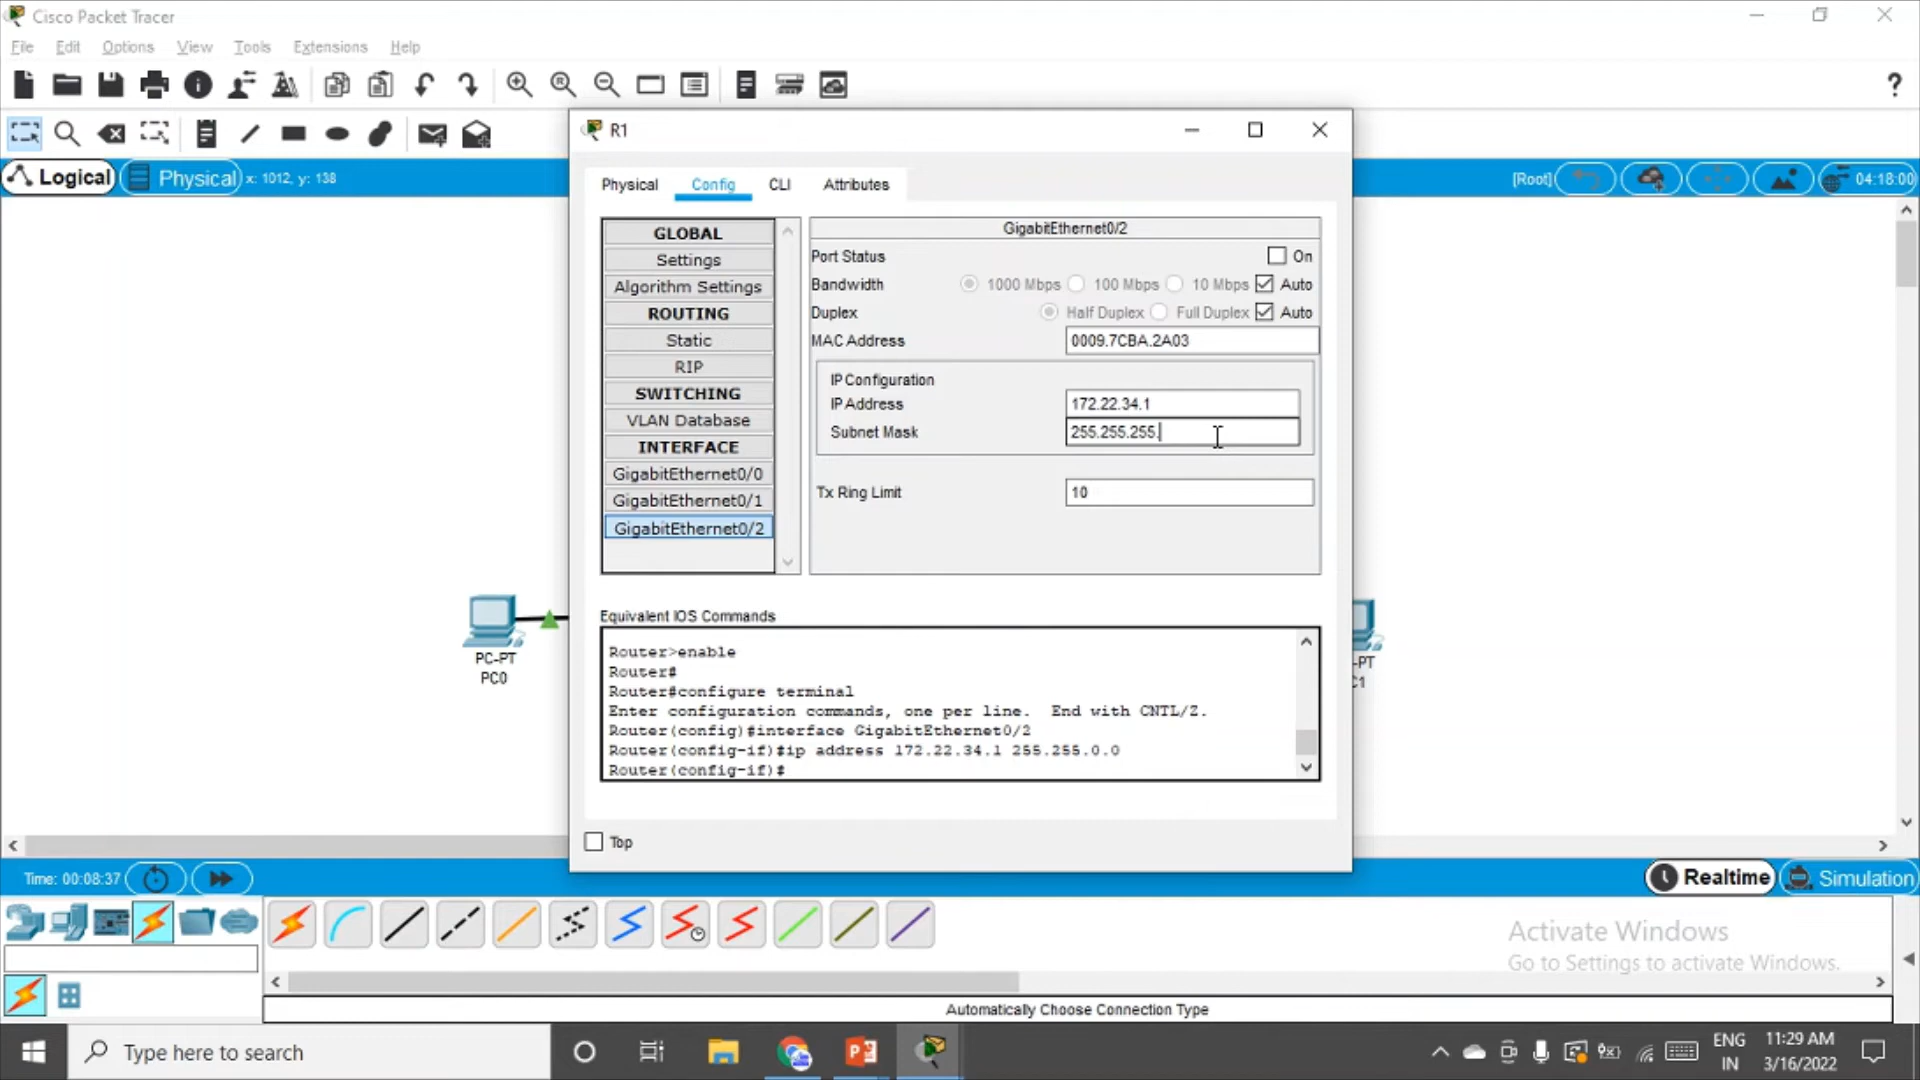 Cisco Packet Tracer
File Edit Options View Tools Extensions Help
?
Logical
Physical
x: 1012, y: 138
[Root]
04:18:00
R1
Physical
Config
CLI
Attributes
GLOBAL
Settings
Algorithm Settings
ROUTING
Static
RIP
SWITCHING
VLAN Database
INTERFACE
GigabitEthernet0/0
GigabitEthernet0/1
GigabitEthernet0/2
GigabitEthernet0/2
Port Status On
Bandwidth 1000 Mbps 100 Mbps 10 Mbps Auto
Duplex Half Duplex Full Duplex Auto
MAC Address 0009.7CBA.2A03
IP Configuration
IP Address 172.22.34.1
Subnet Mask 255.255.255.
Tx Ring Limit 10
Equivalent IOS Commands
Router>enable
Router#
Router#configure terminal
Enter configuration commands, one per line. End with CNTL/Z.
Router(config)#interface GigabitEthernet0/2
Router(config-if)#ip address 172.22.34.1 255.255.0.0
Router(config-if)#
Top
PC-PT
PC0
-PT
C1
Time: 00:08:37
Realtime
Simulation
Activate Windows
Go to Settings to activate Windows.
Automatically Choose Connection Type
Type here to search
ENG
IN
11:29 AM
3/16/2022